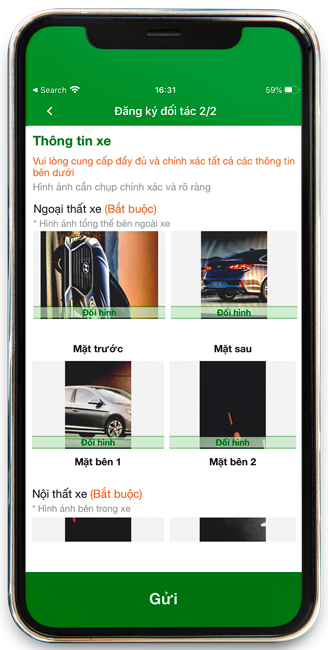 Search 16:31 59%
Đăng ký đối tác 2/2
Thông tin xe
Vui lòng cung cấp đầy đủ và chính xác tất cả các thông tin
bên dưới
Hình ảnh cần chụp chính xác và rõ ràng
Ngoại thất xe (Bắt buộc)
* Hình ảnh tổng thể bên ngoài xe
Đổi hình Đổi hình
Mặt trước Mặt sau
Đổi hình Đổi hình
Mặt bên 1 Mặt bên 2
Nội thất xe (Bắt buộc)
* Hình ảnh bên trong xe
Gửi